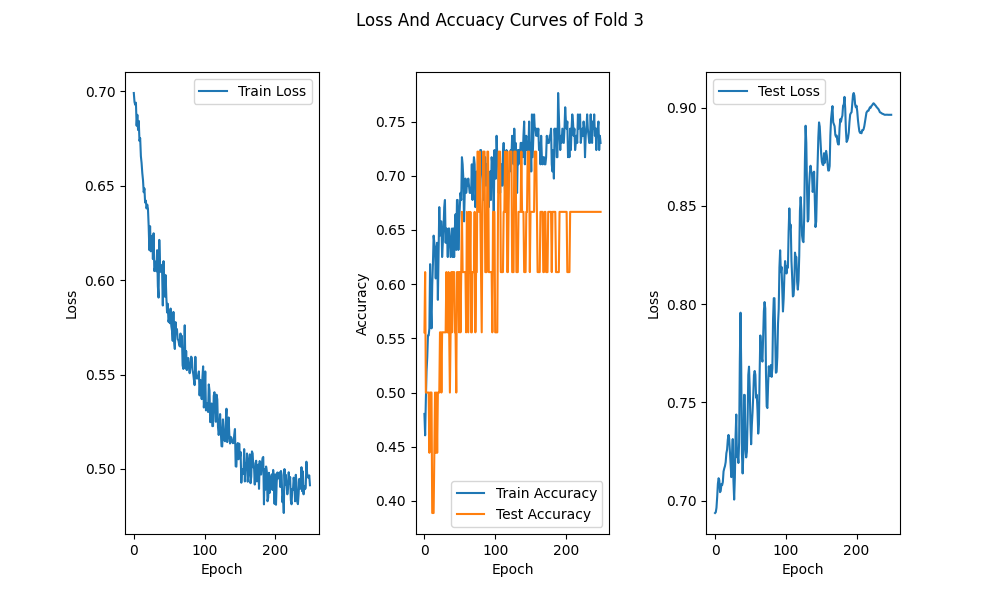 Loss And Accuacy Curves of Fold 3
Train Loss
0.70
0.65
0.60
0.55
0.50
Loss
0
100
200
Epoch
0.75
0.70
0.65
0.60
0.55
0.50
0.45
0.40
Accuracy
Train Accuracy
Test Accuracy
0
100
200
Epoch
Test Loss
0.90
0.85
0.80
0.75
0.70
Loss
0
100
200
Epoch